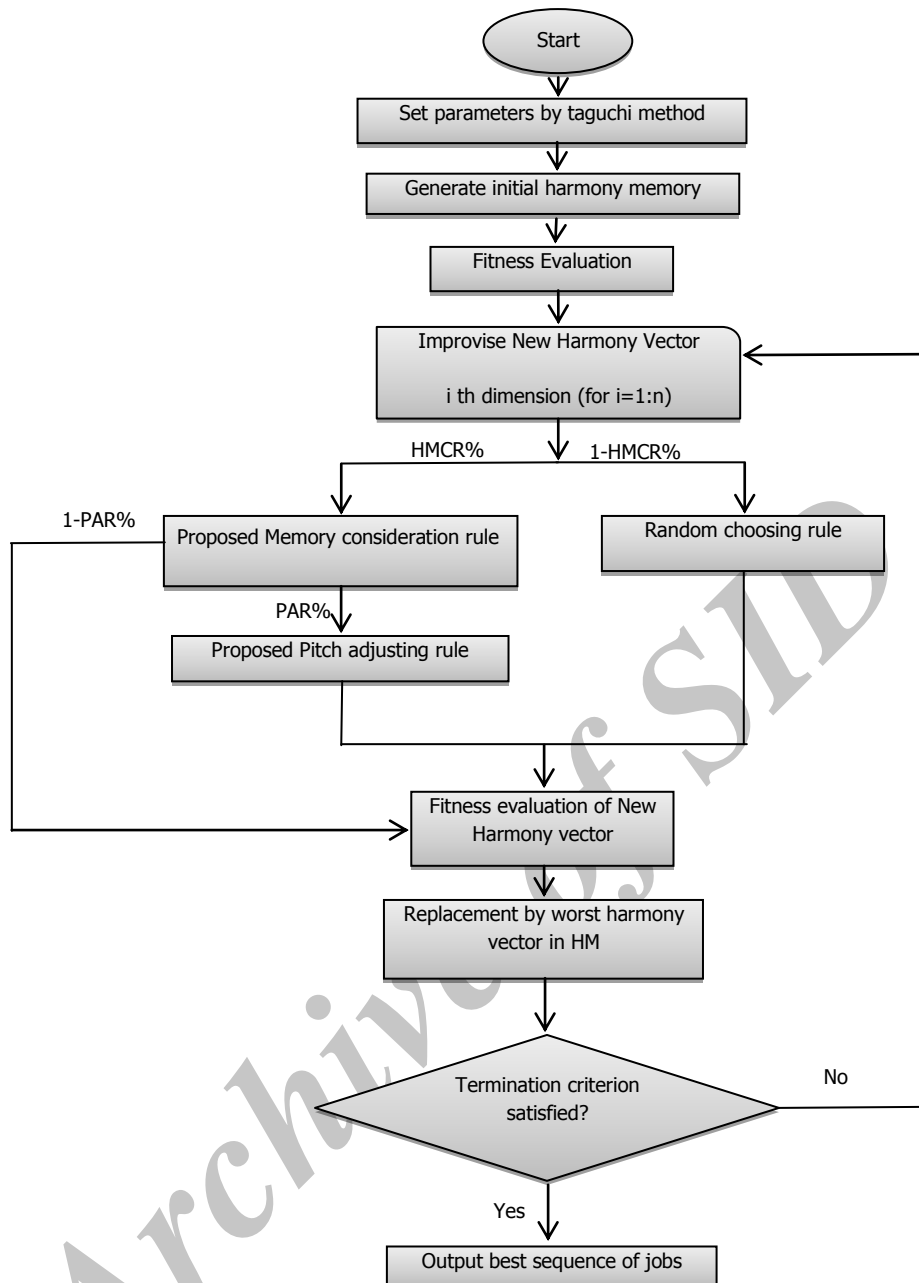 Start
Set parameters by taguchi method
Generate initial harmony memory
Fitness Evaluation
Improvise New Harmony Vector
i th dimension (for i=1:n)
HMCR%
1-HMCR%
1-PAR%
Proposed Memory consideration rule
Random choosing rule
PAR%
Proposed Pitch adjusting rule
Fitness evaluation of New
Harmony vector
Replacement by worst harmony
vector in HM
Termination criterion
satisfied?
No
Yes
Output best sequence of jobs
Archive of SID